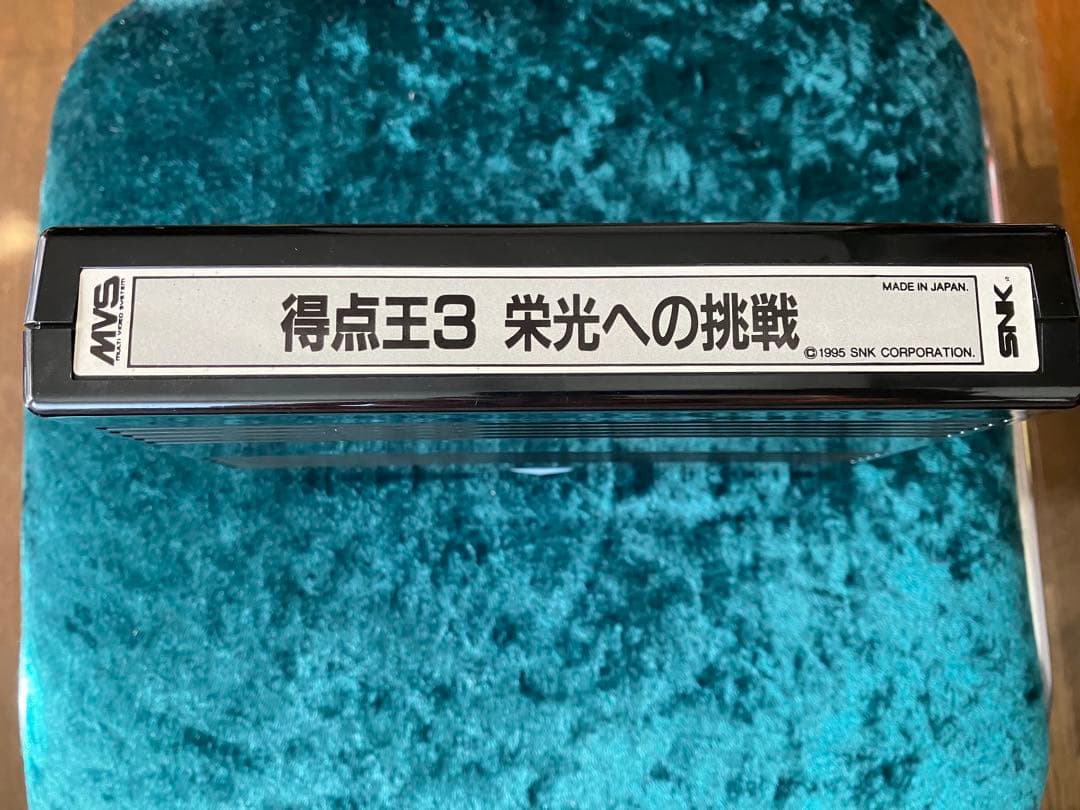 MVS
MULTI VIDEO SYSTEM
得点王3 栄光への挑戦
MADE IN JAPAN.
©1995 SNK CORPORATION.
SNK